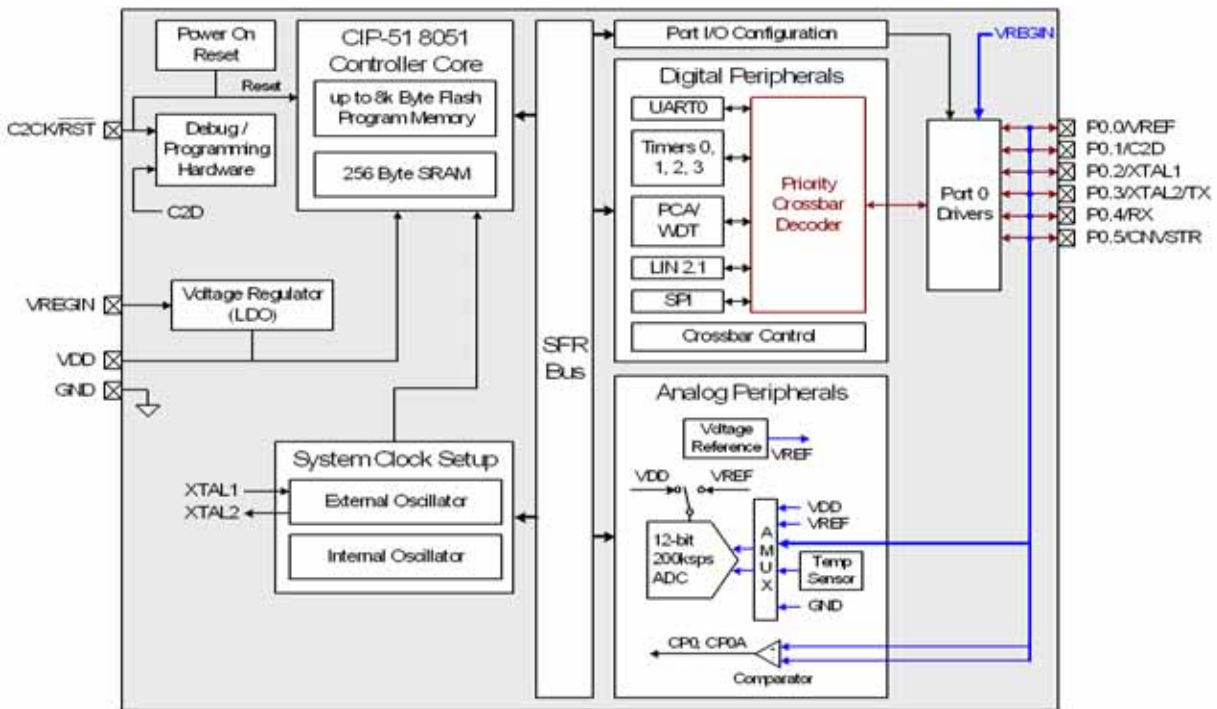 Power On
Reset
Reset
C2CK/RST
Debug /
Programming
Hardware
C2D
CIP-51 8051
Controller Core
up to 8k Byte Flash
Program Memory
256 Byte SRAM
VREGIN
Voltage Regulator
(LDO)
VDD
GND
System Clock Setup
XTAL1
XTAL2
External Oscillator
Internal Oscillator
SFR
Bus
Port I/O Configuration
Digital Peripherals
UART0
Timers 0,
1, 2, 3
PCA/
WDT
LIN 2.1
SPI
Priority
Crossbar
Decoder
Crossbar Control
VREGIN
Port 0
Drivers
P0.0/VREF
P0.1/C2D
P0.2/XTAL1
P0.3/XTAL2/TX
P0.4/RX
P0.5/CNVSTR
Analog Peripherals
Voltage
Reference
VREF
VDD
VREF
12-bit
200ksps
ADC
A
M
U
X
VDD
VREF
Temp
Sensor
GND
CP0, CP0A
+
-
Comparator